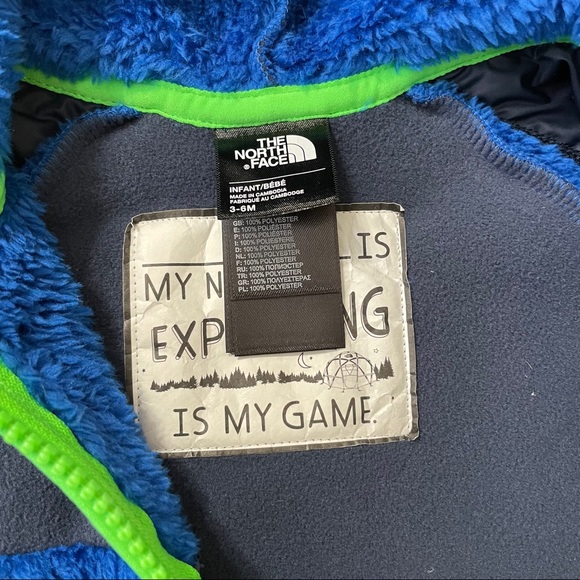 THE
NORTH
FACE
INFANT/BÉBÉ
MADE IN CAMBODIA
FABRIQUÉ AU CAMBODGE
3-6M
GB: 100% POLYESTER
E: 100% POLIÉSTER
P: 100% POLIÉSTER
I: 100% POLIESTERE
D: 100% POLYESTER
NL: 100% POLYESTER
F: 100% POLYESTER
RU: 100% ПОЛИЭСТЕР
TR: 100% POLYESTER
GR: 100% ΠΟΛΥΕΣΤΕΡΑΣ
PL: 100% POLYESTER
IS
MY N
EXP NG
IS MY GAME.